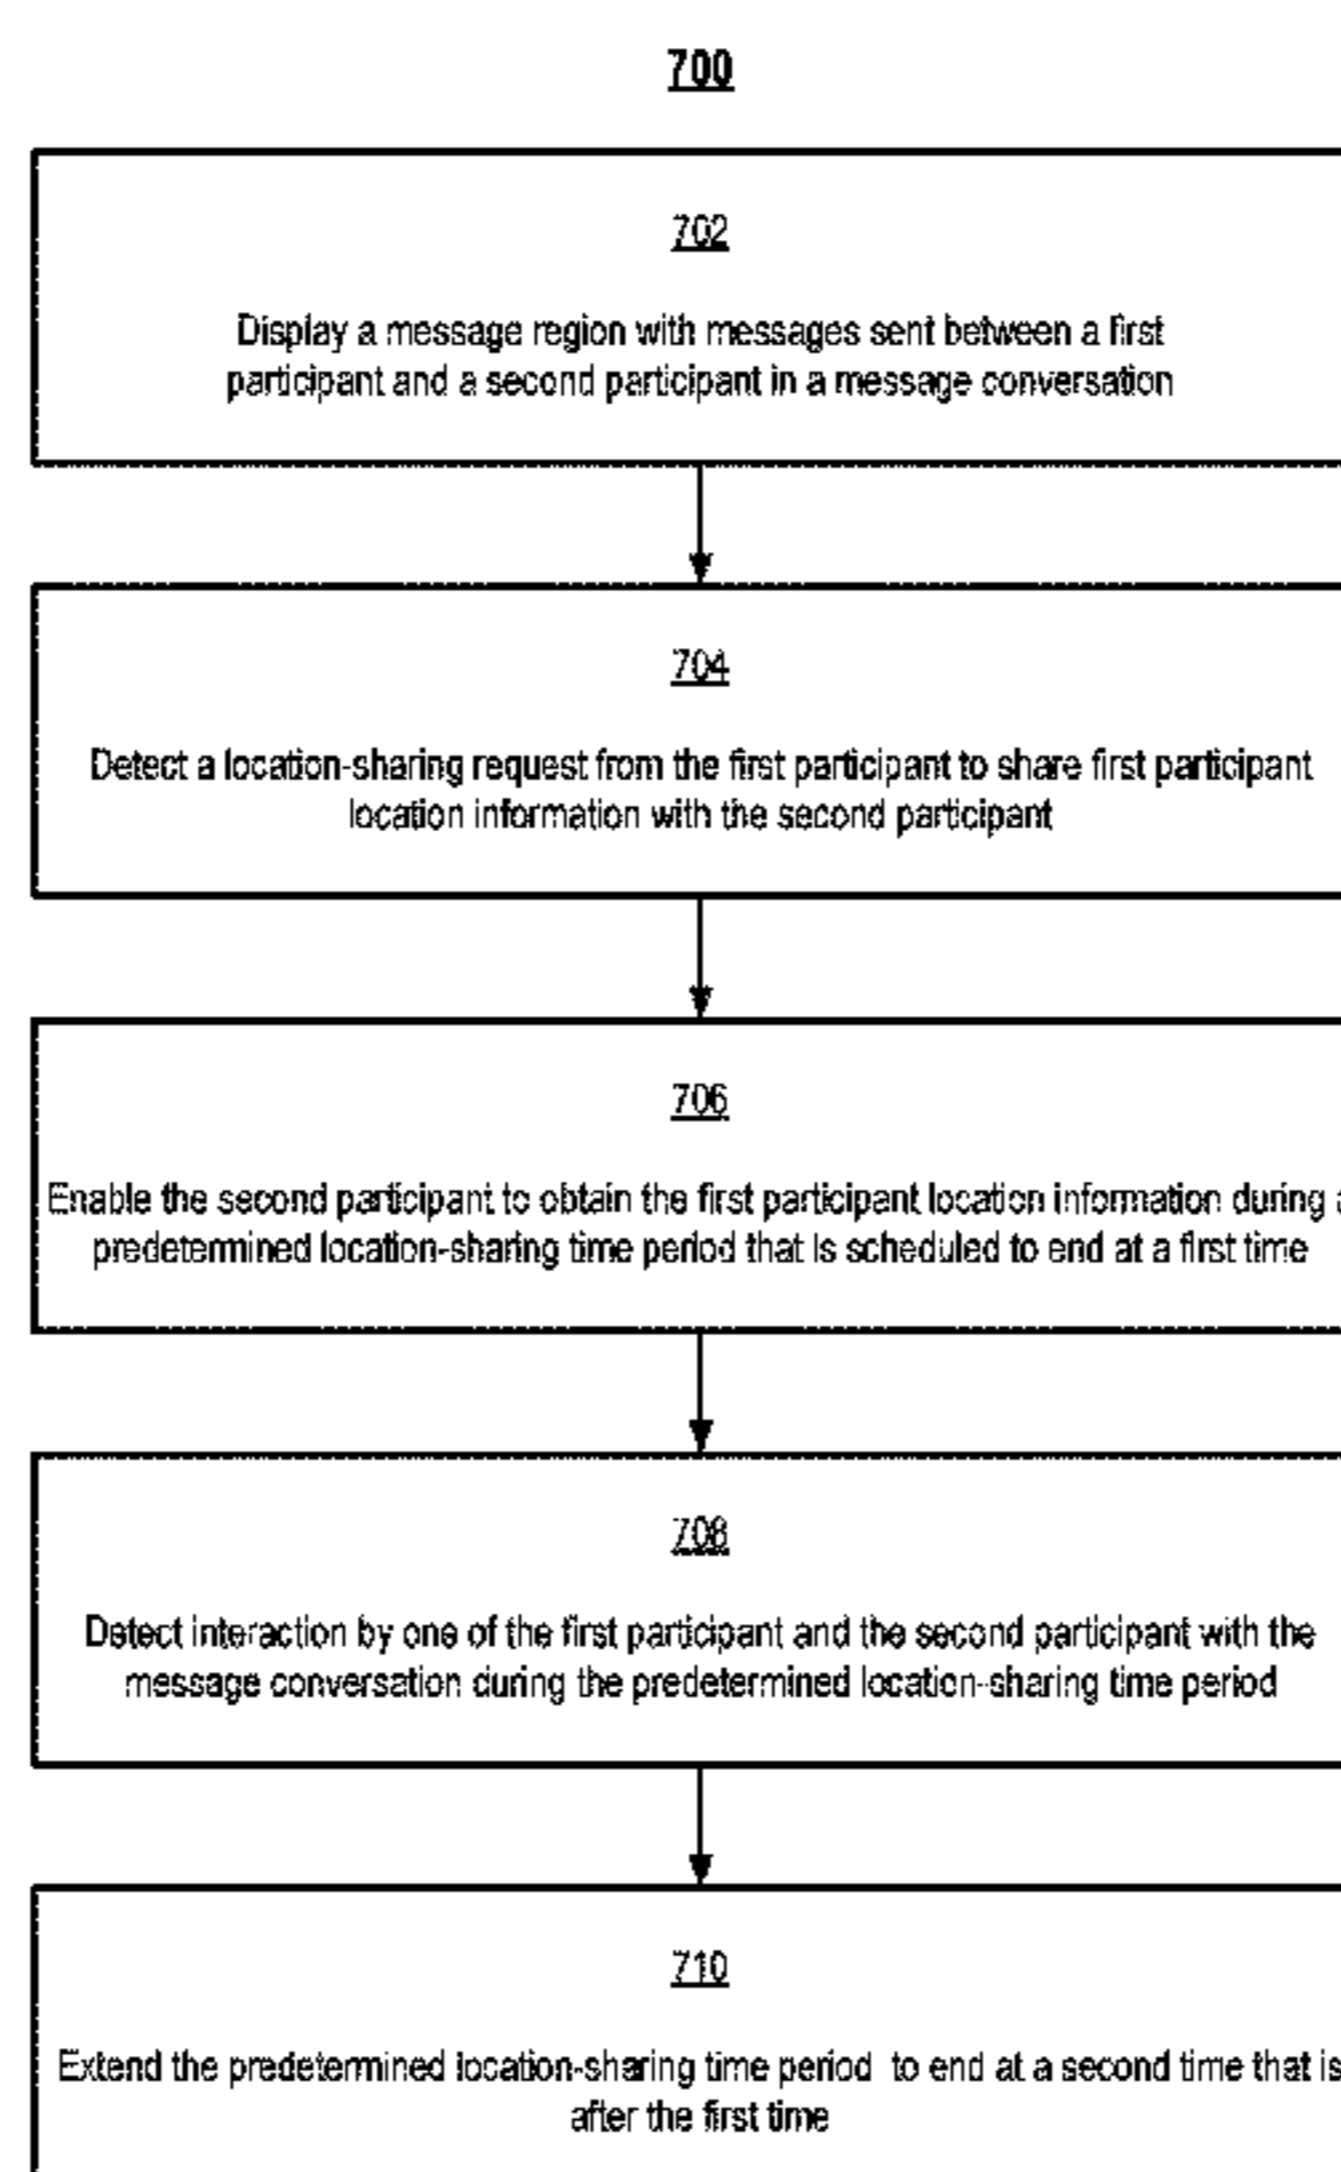 700
702
Display a message region with messages sent between a first
participant and a second participant in a message conversation
704
Detect a location-sharing request from the first participant to share first participant
location information with the second participant
706
Enable the second participant to obtain the first participant location information during a
predetermined location-sharing time period that is scheduled to end at a first time
708
Detect interaction by one of the first participant and the second participant with the
message conversation during the predetermined location-sharing time period
710
Extend the predetermined location-sharing time period to end at a second time that is
after the first time